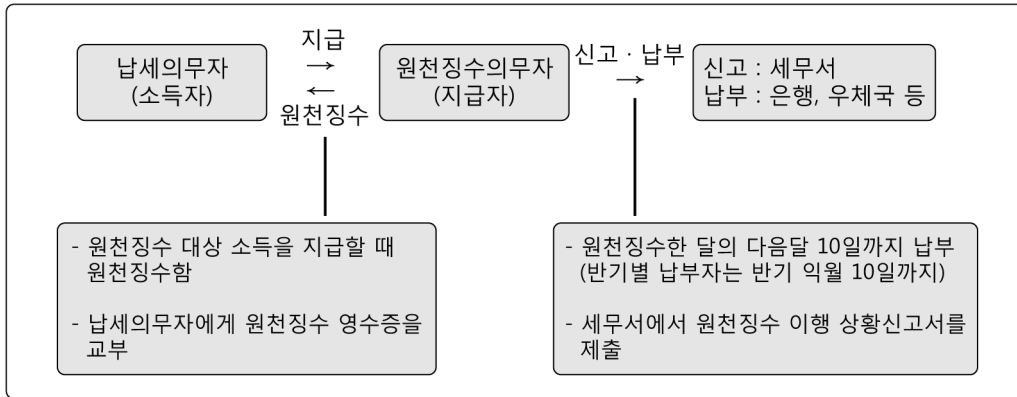 지급
→
←
원천징수
납세의무자
(소득자)
원천징수의무자
(지급자)
신고 · 납부
→
신고 : 세무서
납부 : 은행, 우체국 등
- 원천징수 대상 소득을 지급할 때
원천징수함
- 납세의무자에게 원천징수 영수증을
교부
- 원천징수한 달의 다음달 10일까지 납부
(반기별 납부자는 반기 익월 10일까지)
- 세무서에서 원천징수 이행 상황신고서를
제출